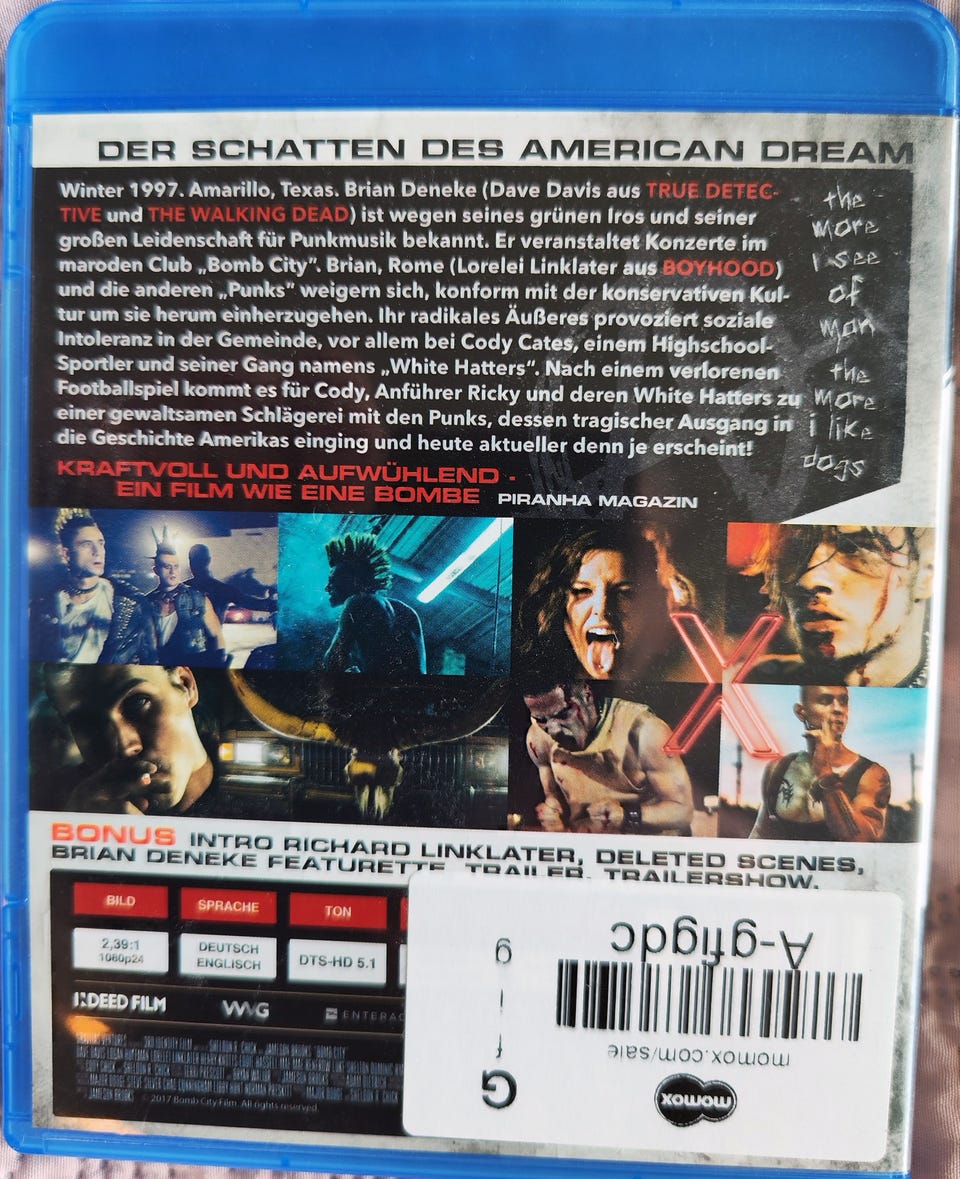 DER SCHATTEN DES AMERICAN DREAM
Winter 1997. Amarillo, Texas. Brian Deneke (Dave Davis aus TRUE DETEC-
TIVE und THE WALKING DEAD) ist wegen seines grünen Iros und seiner
großen Leidenschaft für Punkmusik bekannt. Er veranstaltet Konzerte im
maroden Club „Bomb City“. Brian, Rome (Lorelei Linklater aus BOYHOOD)
und die anderen „Punks“ weigern sich, konform mit der konservativen Kul-
tur um sie herum einherzugehen. Ihr radikales Äußeres provoziert soziale
Intoleranz in der Gemeinde, vor allem bei Cody Cates, einem Highschool-
Sportler und seiner Gang namens „White Hatters“. Nach einem verlorenen
Footballspiel kommt es für Cody, Anführer Ricky und deren White Hatters zu
einer gewaltsamen Schlägerei mit den Punks, dessen tragischer Ausgang in
die Geschichte Amerikas einging und heute aktueller denn je erscheint!
the
more
i see
of
man
the
more
i like
dogs
KRAFTVOLL UND AUFWÜHLEND -
EIN FILM WIE EINE BOMBE PIRANHA MAGAZIN
BONUS INTRO RICHARD LINKLATER, DELETED SCENES,
BRIAN DENEKE FEATURETTE, TRAILER, TRAILERSHOW.
BILD
SPRACHE
TON
2,39:1
1080p24
DEUTSCH
ENGLISCH
DTS-HD 5.1
INDEED FILM
WVG
ENTERAC
© 2017 Bomb City Film. All rights reserved.
A-gfigdc
momox.com/sale
momox
G
f
i
g